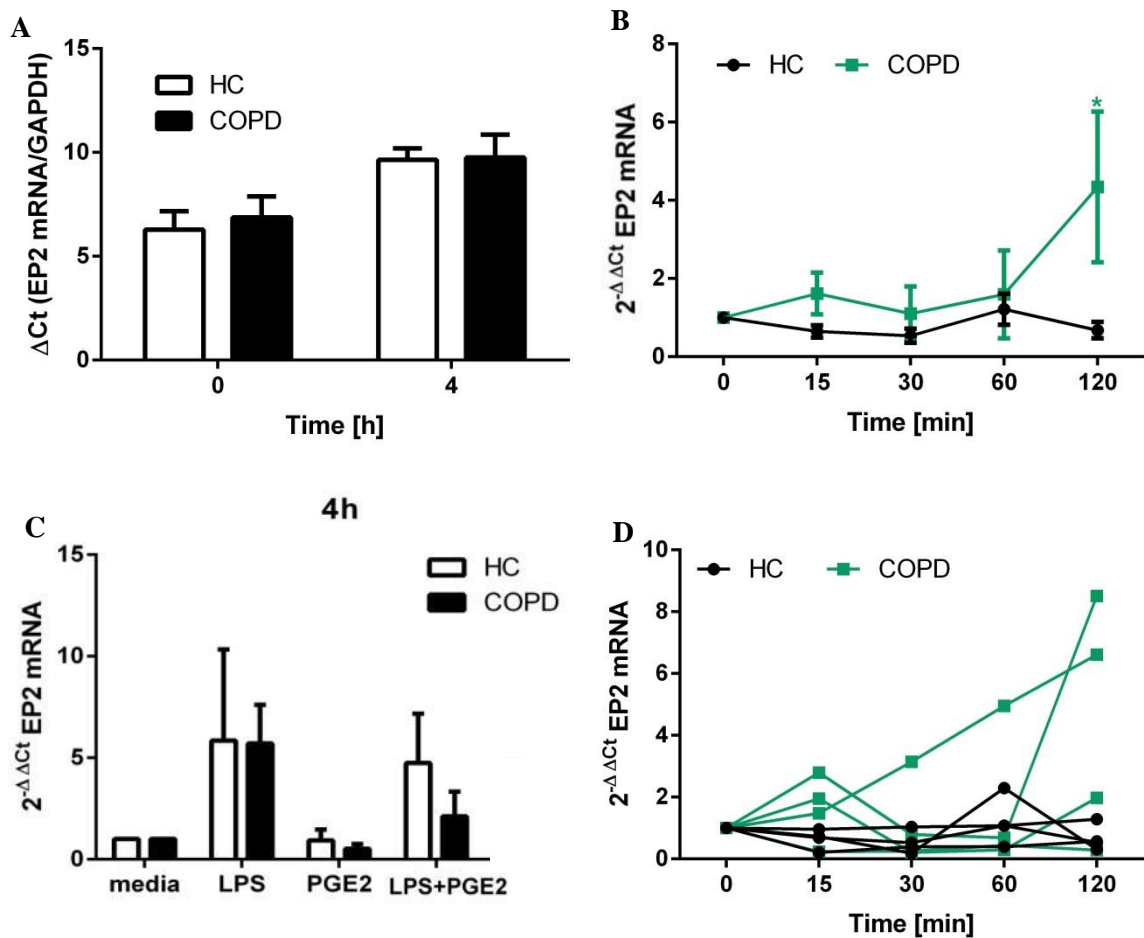 A
15
10
5
0
ΔCt (EP2 mRNA/GAPDH)
HC
COPD
0
4
Time [h]
B
8
6
4
2
0
2-Δ ΔCt EP2 mRNA
HC
COPD
*
0
15
30
60
120
Time [min]
C
4h
15
10
5
0
2-Δ ΔCt EP2 mRNA
HC
COPD
media
LPS
PGE2
LPS+PGE2
D
10
8
6
4
2
0
2-Δ ΔCt EP2 mRNA
HC
COPD
0
15
30
60
120
Time [min]